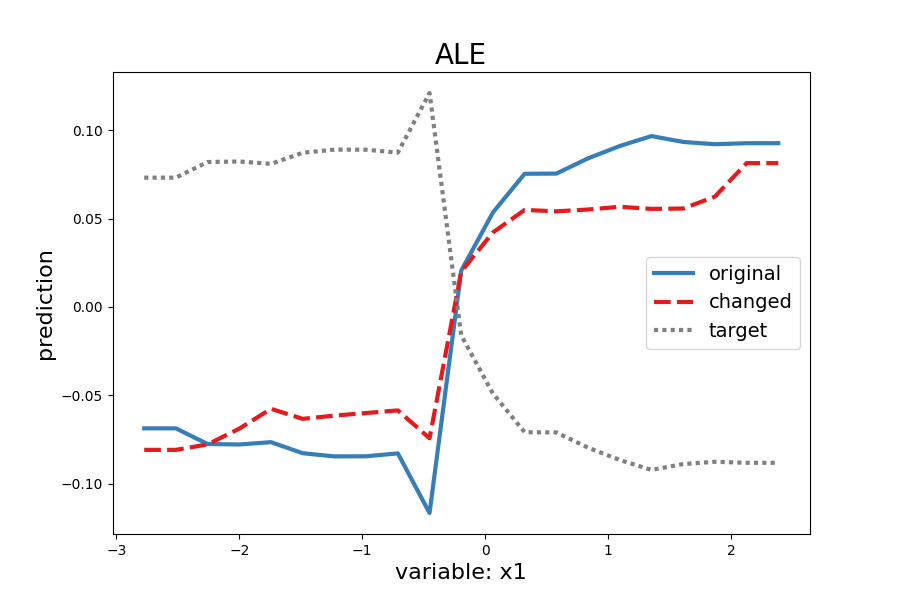 ALE
prediction
0.10
0.05
0.00
−0.05
−0.10
original
changed
target
−3
−2
−1
0
1
2
variable: x1